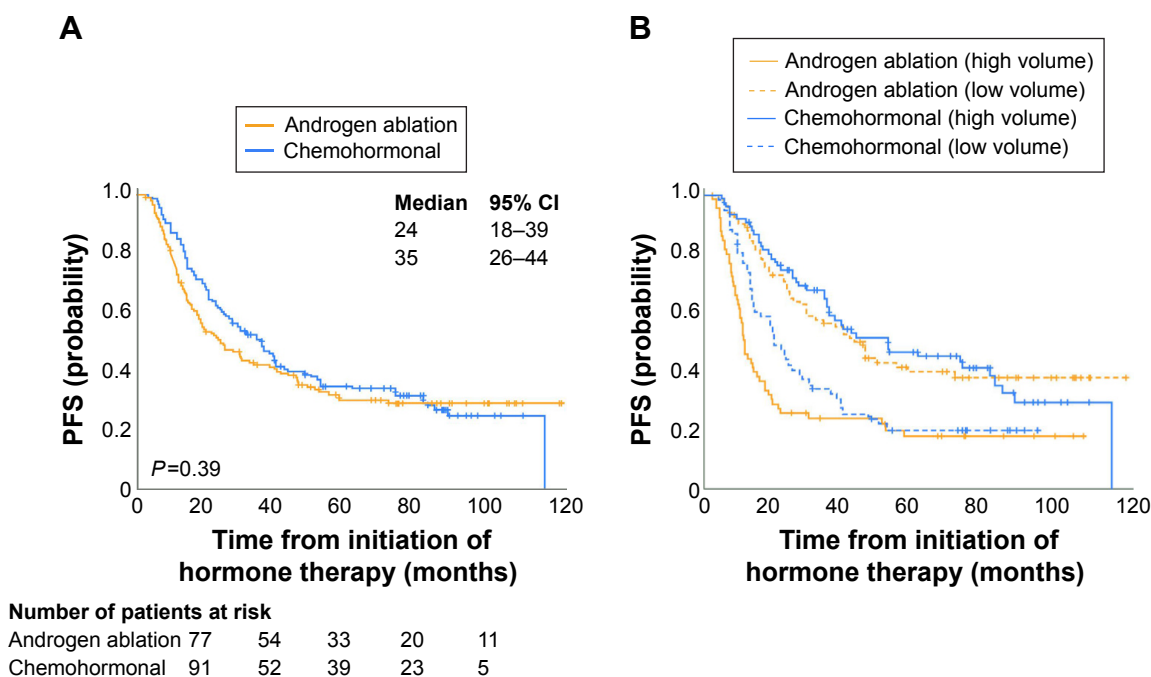 A
Androgen ablation
Chemohormonal
Median 95% CI
24 18–39
35 26–44
1.0
0.8
0.6
0.4
0.2
0
PFS (probability)
P=0.39
0 20 40 60 80 100 120
Time from initiation of
hormone therapy (months)
Number of patients at risk
Androgen ablation 77 54 33 20 11
Chemohormonal 91 52 39 23 5
B
Androgen ablation (high volume)
Androgen ablation (low volume)
Chemohormonal (high volume)
Chemohormonal (low volume)
1.0
0.8
0.6
0.4
0.2
0
PFS (probability)
0 20 40 60 80 100 120
Time from initiation of
hormone therapy (months)